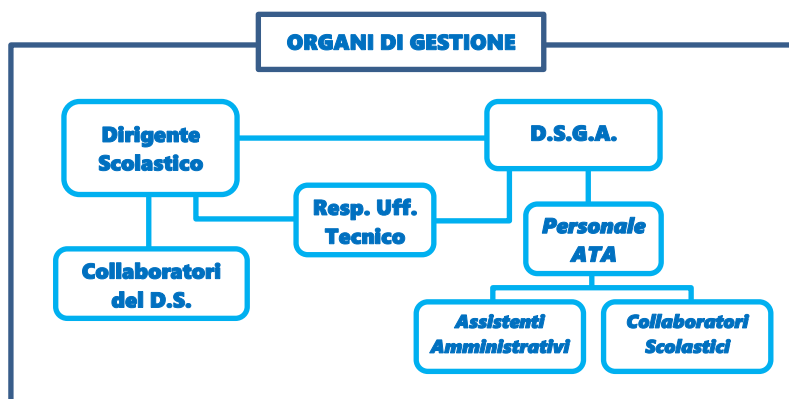 ORGANI DI GESTIONE
Dirigente
Scolastico
D.S.G.A.
Resp. Uff.
Tecnico
Personale
ATA
Collaboratori
del D.S.
Assistenti
Amministrativi
Collaboratori
Scolastici